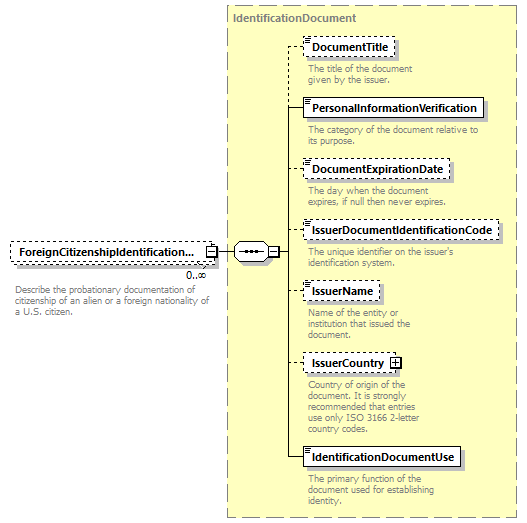 IdentificationDocument
DocumentTitle
The title of the document
given by the issuer.
PersonalInformationVerification
The category of the document relative to
its purpose.
DocumentExpirationDate
The day when the document
expires, if null then never expires.
IssuerDocumentIdentificationCode
The unique identifier on the issuer's
identification system.
ForeignCitizenshipIdentification...
0..∞
Describe the probationary documentation of
citizenship of an alien or a foreign nationality of
a U.S. citizen.
IssuerName
Name of the entity or
institution that issued the
document.
IssuerCountry
Country of origin of the
document. It is strongly
recommended that entries
use only ISO 3166 2-letter
country codes.
IdentificationDocumentUse
The primary function of the
document used for establishing
identity.